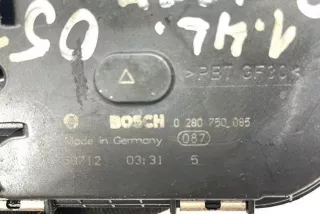 1.4L. 05-
>PBT GF30<
BOSCH 0 280 750 085
Made in Germany 087
03:31 5